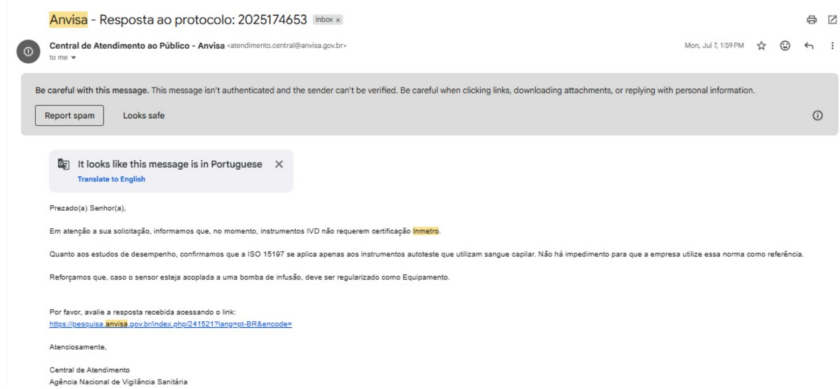 Anvisa - Resposta ao protocolo: 2025174653 Inbox x
Central de Atendimento ao Público - Anvisa <atendimento.central@anvisa.gov.br>
Mon, Jul 7, 1:59 PM
to me
Be careful with this message. This message isn't authenticated and the sender can't be verified. Be careful when clicking links, downloading attachments, or replying with personal information.
Report spam Looks safe
It looks like this message is in Portuguese
Translate to English
Prezado(a) Senhor(a),
Em atenção a sua solicitação, informamos que, no momento, instrumentos IVD não requerem certificação Inmetro.
Quanto aos estudos de desempenho, confirmamos que a ISO 15197 se aplica apenas aos instrumentos autoteste que utilizam sangue capilar. Não há impedimento para que a empresa utilize essa norma como referência.
Reforçamos que, caso o sensor esteja acoplada a uma bomba de infusão, deve ser regularizado como Equipamento.
Por favor, avalie a resposta recebida acessando o link:
https://pesquisa.anvisa.gov.br/index.php/241521?lang=pt-BR&encode=
Atenciosamente,
Central de Atendimento
Agência Nacional de Vigilância Sanitária